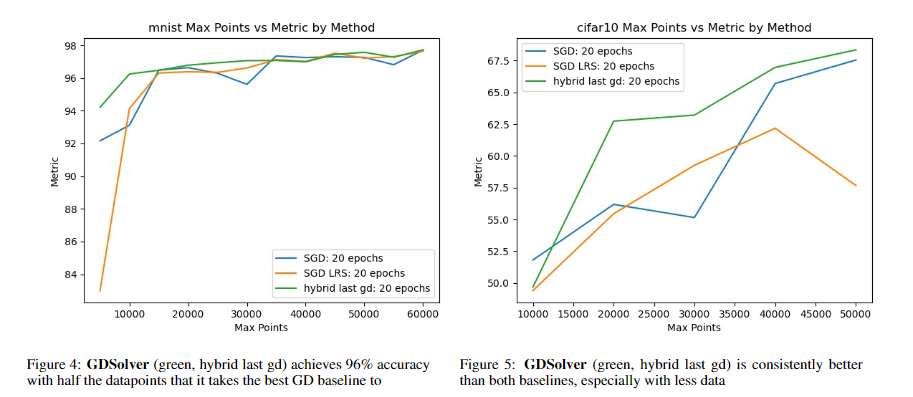 mnist Max Points vs Metric by Method
98
96
94
92
90
88
86
84
Metric
SGD: 20 epochs
SGD LRS: 20 epochs
hybrid last gd: 20 epochs
10000 20000 30000 40000 50000 60000
Max Points
Figure 4: GDSolver (green, hybrid last gd) achieves 96% accuracy
with half the datapoints that it takes the best GD baseline to
cifar10 Max Points vs Metric by Method
SGD: 20 epochs
SGD LRS: 20 epochs
hybrid last gd: 20 epochs
67.5
65.0
62.5
60.0
57.5
55.0
52.5
50.0
Metric
10000 15000 20000 25000 30000 35000 40000 45000 50000
Max Points
Figure 5: GDSolver (green, hybrid last gd) is consistently better
than both baselines, especially with less data